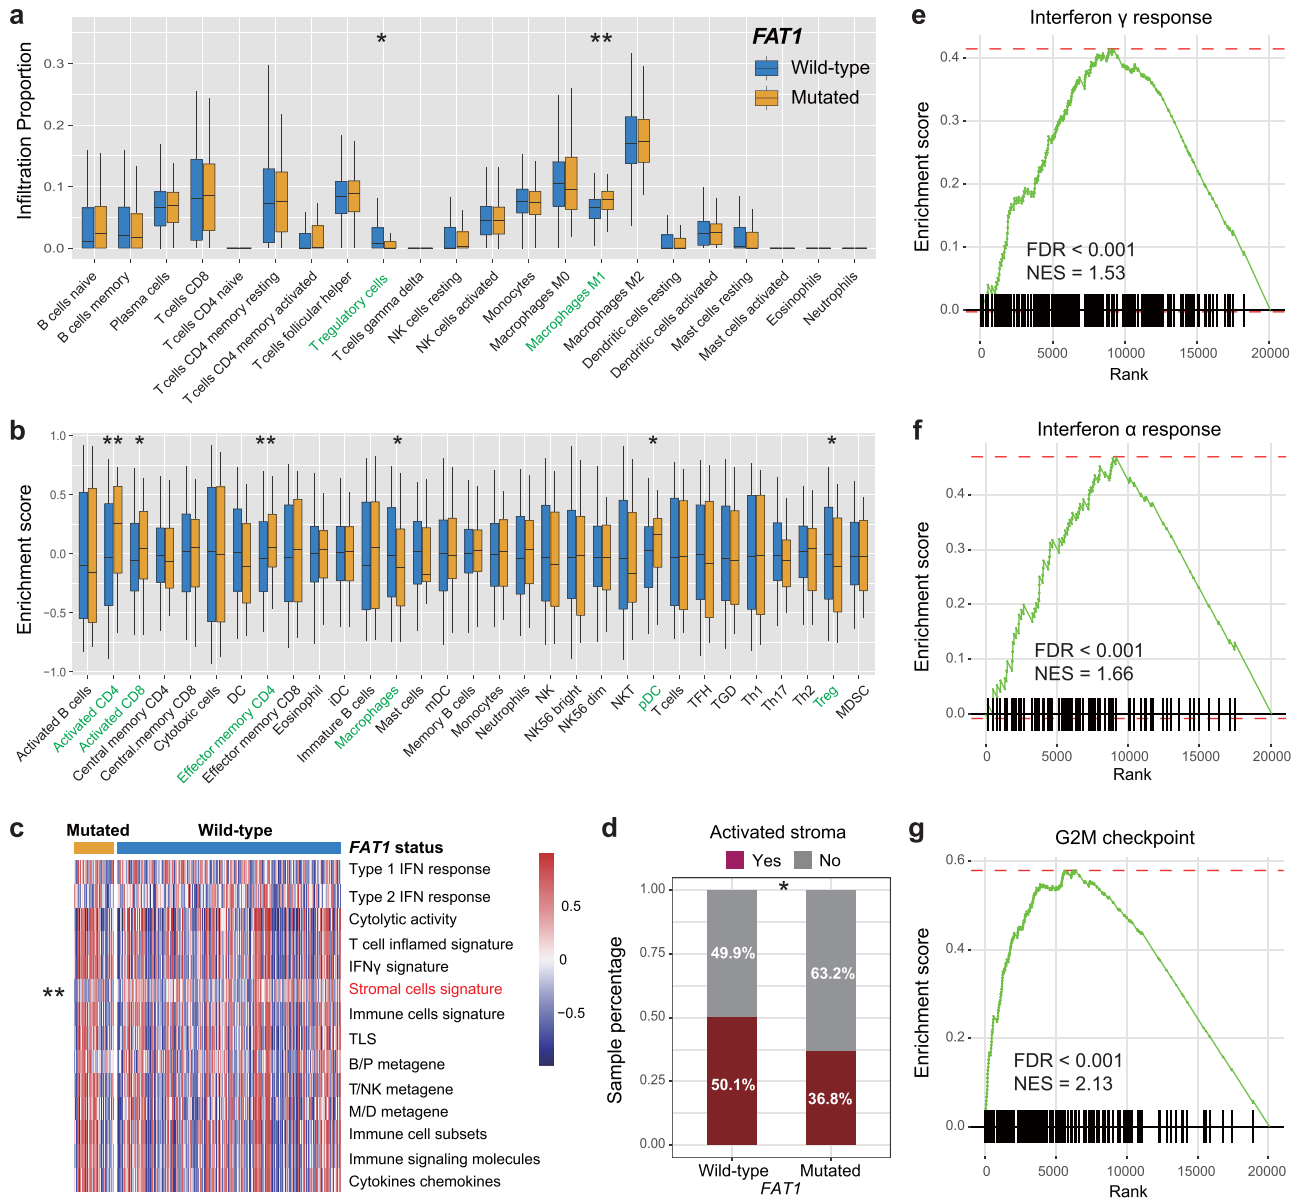 a
Infiltration Proportion
0.3
0.2
0.1
0.0
*
**
FAT1
Wild-type
Mutated
B cells naive
B cells memory
Plasma cells
T cells CD8
T cells CD4 naive
T cells CD4 memory resting
T cells CD4 memory activated
T cells follicular helper
T regulatory cells
T cells gamma delta
NK cells resting
NK cells activated
Monocytes
Macrophages M0
Macrophages M1
Macrophages M2
Dendritic cells resting
Dendritic cells activated
Mast cells resting
Mast cells activated
Eosinophils
Neutrophils
b
Enrichment score
1.0
0.5
0.0
−0.5
−1.0
**
*
**
*
*
*
Activated B cells
Activated CD4
Activated CD8
Central memory CD4
Central memory CD8
Cytotoxic cells
DC
Effector memory CD4
Effector memory CD8
Eosinophil
iDC
Immature B cells
Macrophages
Mast cells
mDC
Memory B cells
Monocytes
Neutrophils
NK
NK56 bright
NK56 dim
NKT
pDC
T cells
TFH
TGD
Th1
Th17
Th2
Treg
MDSC
c
Mutated
Wild-type
FAT1 status
Type 1 IFN response
Type 2 IFN response
Cytolytic activity
T cell inflamed signature
IFNγ signature
Stromal cells signature
Immune cells signature
TLS
B/P metagene
T/NK metagene
M/D metagene
Immune cell subsets
Immune signaling molecules
Cytokines chemokines
**
0.5
0
−0.5
d
Activated stroma
Yes
No
Sample percentage
1.00
0.75
0.50
0.25
0.00
*
49.9%
63.2%
50.1%
36.8%
Wild-type
Mutated
FAT1
e
Interferon γ response
Enrichment score
0.4
0.3
0.2
0.1
0.0
FDR < 0.001
NES = 1.53
0
5000
10000
15000
20000
Rank
f
Interferon α response
Enrichment score
0.4
0.3
0.2
0.1
0.0
FDR < 0.001
NES = 1.66
0
5000
10000
15000
20000
Rank
g
G2M checkpoint
Enrichment score
0.6
0.4
0.2
0.0
FDR < 0.001
NES = 2.13
0
5000
10000
15000
20000
Rank